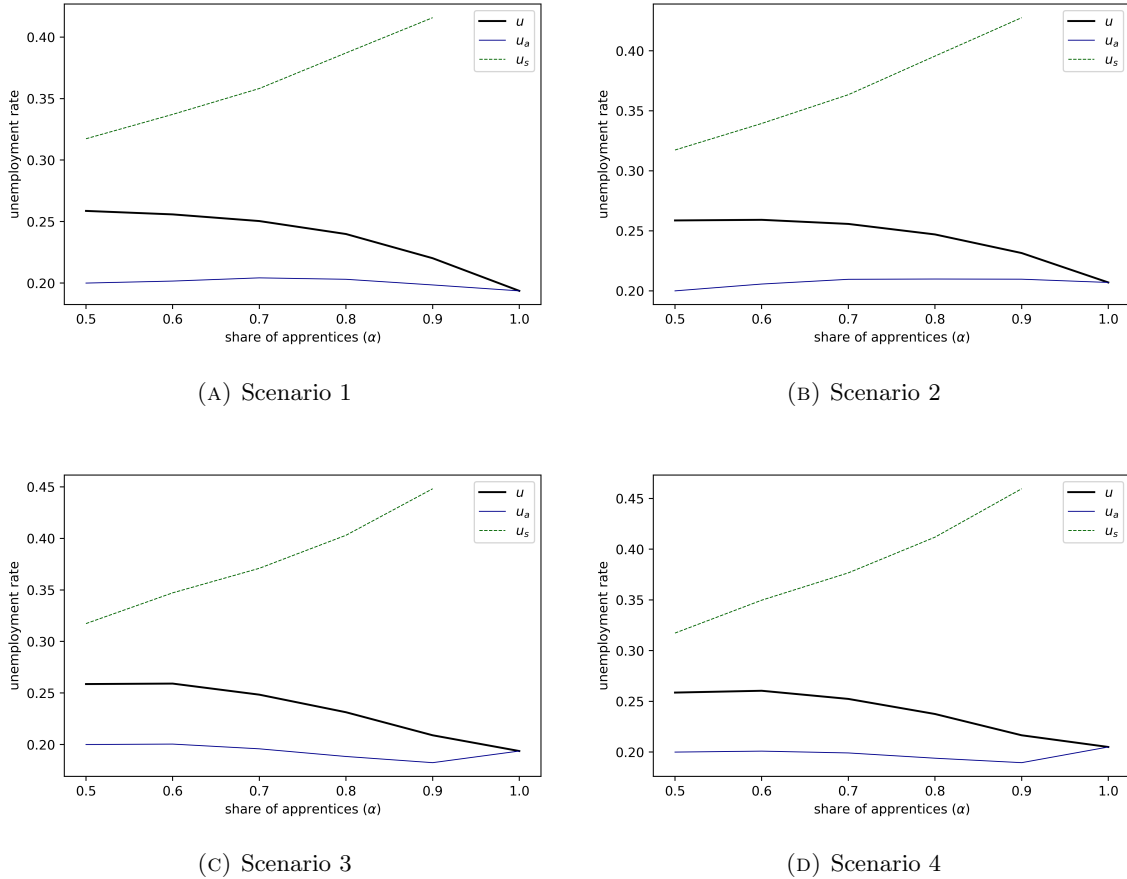 0.40
0.35
0.30
0.25
0.20
unemployment rate
0.5 0.6 0.7 0.8 0.9 1.0
share of apprentices (α)
u
u_a
u_s
(A) Scenario 1
0.40
0.35
0.30
0.25
0.20
unemployment rate
0.5 0.6 0.7 0.8 0.9 1.0
share of apprentices (α)
u
u_a
u_s
(B) Scenario 2
0.45
0.40
0.35
0.30
0.25
0.20
unemployment rate
0.5 0.6 0.7 0.8 0.9 1.0
share of apprentices (α)
u
u_a
u_s
(C) Scenario 3
0.45
0.40
0.35
0.30
0.25
0.20
unemployment rate
0.5 0.6 0.7 0.8 0.9 1.0
share of apprentices (α)
u
u_a
u_s
(D) Scenario 4